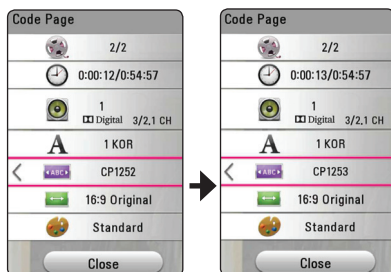 Code Page
2/2
0:00:12/0:54:57
1
Digital 3/2,1 CH
A
1 KOR
ABC
CP1252
16:9 Original
Standard
Close
Code Page
2/2
0:00:13/0:54:57
1
Digital 3/2,1 CH
A
1 KOR
ABC
CP1253
16:9 Original
Standard
Close